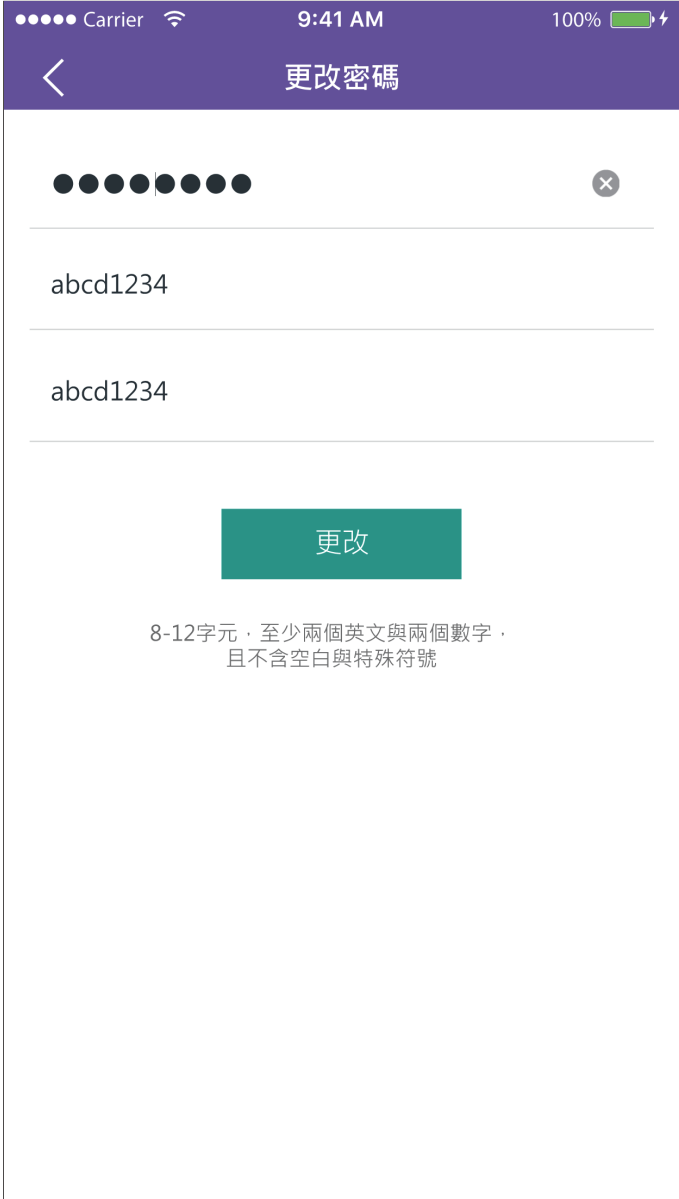 Carrier 9:41 AM 100%
更改密碼
●●●●●●●●
abcd1234
abcd1234
更改
8-12字元，至少兩個英文與兩個數字，
且不含空白與特殊符號